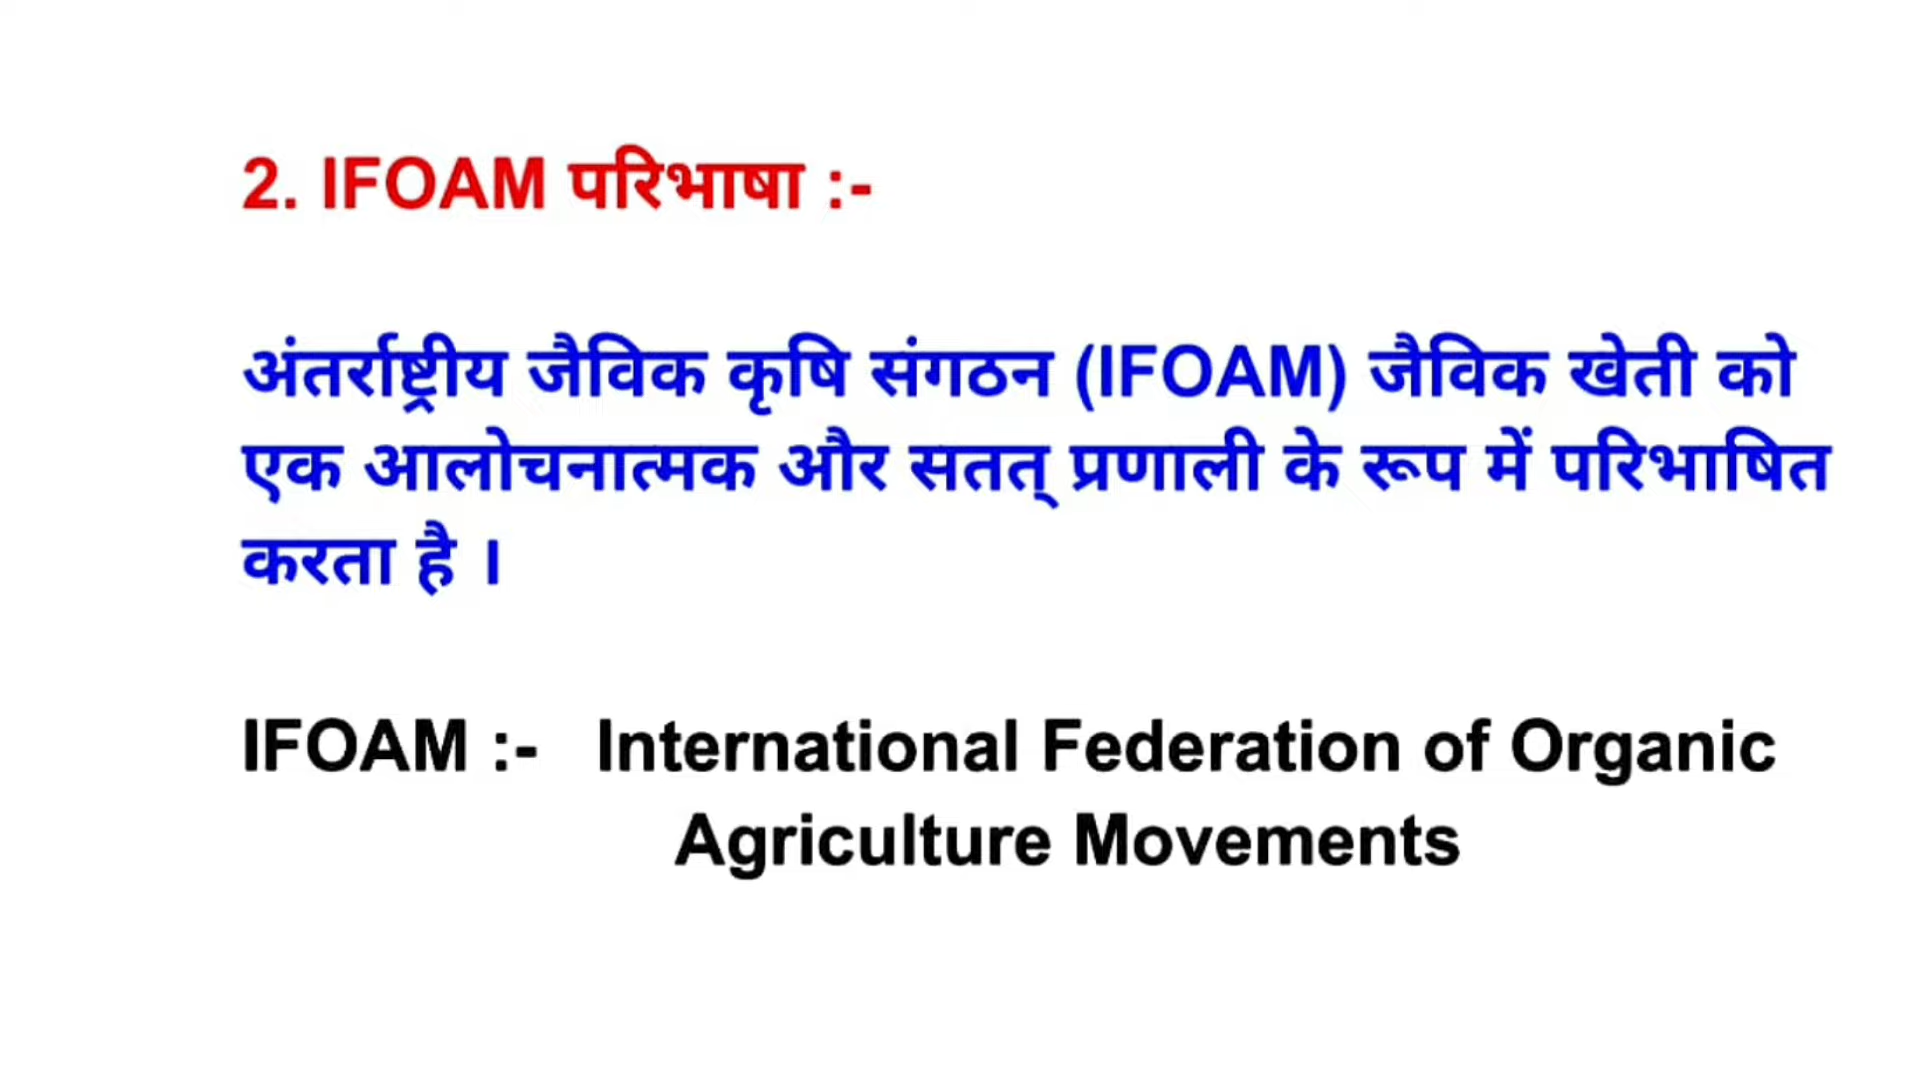 2. IFOAM परिभाषा :-
अंतर्राष्ट्रीय जैविक कृषि संगठन (IFOAM) जैविक खेती को
एक आलोचनात्मक और सतत् प्रणाली के रूप में परिभाषित
करता है ।
IFOAM :- International Federation of Organic
Agriculture Movements